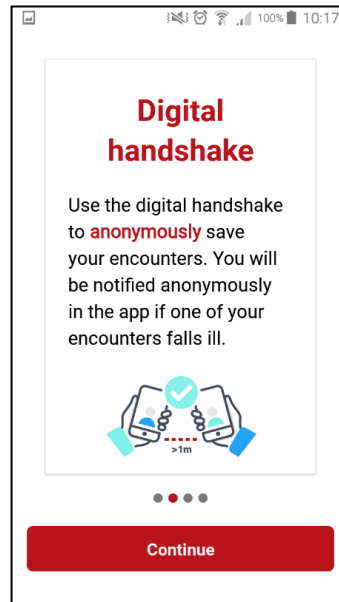 100% 10:17
Digital
handshake
Use the digital handshake
to anonymously save
your encounters. You will
be notified anonymously
in the app if one of your
encounters falls ill.
>1m
Continue